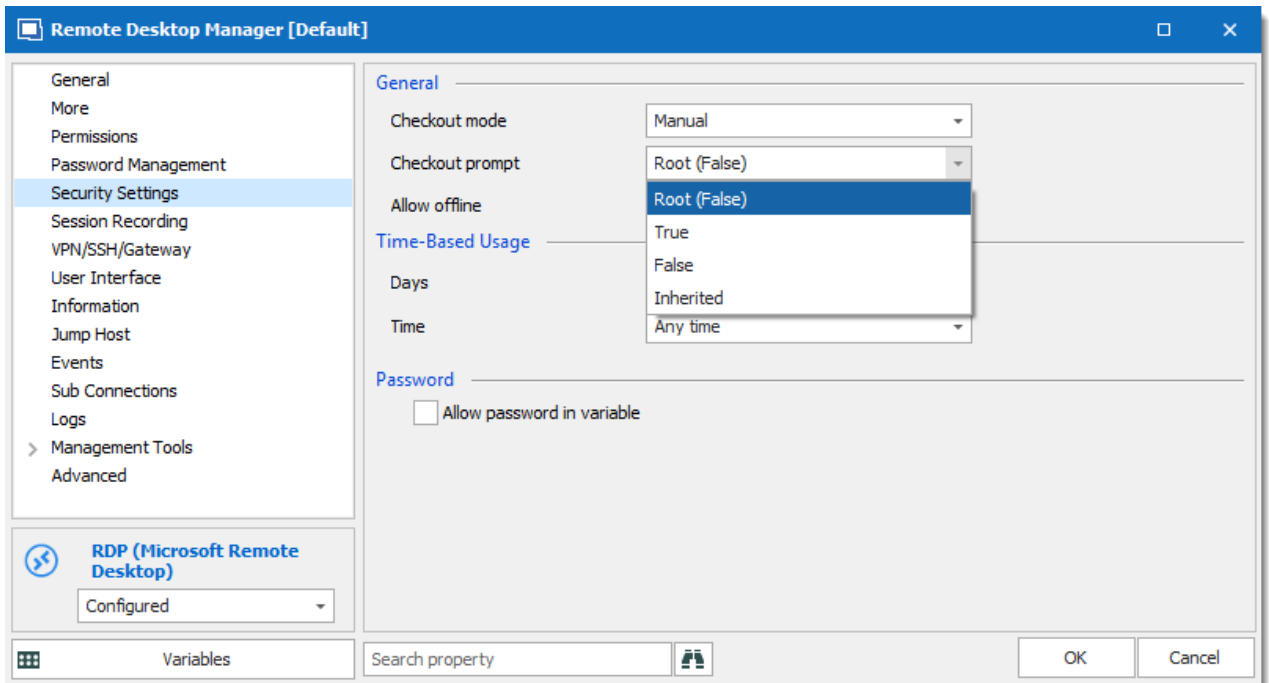 Remote Desktop Manager [Default]
General
More
Permissions
Password Management
Security Settings
Session Recording
VPN/SSH/Gateway
User Interface
Information
Jump Host
Events
Sub Connections
Logs
Management Tools
Advanced
RDP (Microsoft Remote
Desktop)
Configured
Variables
General
Checkout mode
Manual
Checkout prompt
Root (False)
Root (False)
True
False
Inherited
Allow offline
Time-Based Usage
Days
Time
Any time
Password
Allow password in variable
Search property
OK
Cancel